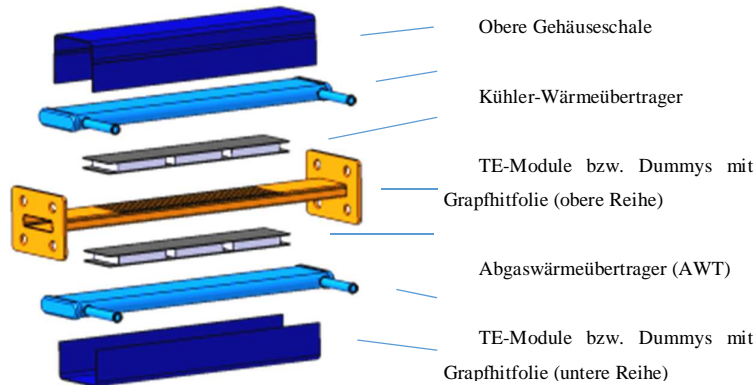 Obere Gehäuseschale
Kühler-Wärmeübertrager
TE-Module bzw. Dummys mit
Grapfhitfolie (obere Reihe)
Abgaswärmeübertrager (AWT)
TE-Module bzw. Dummys mit
Grapfhitfolie (untere Reihe)